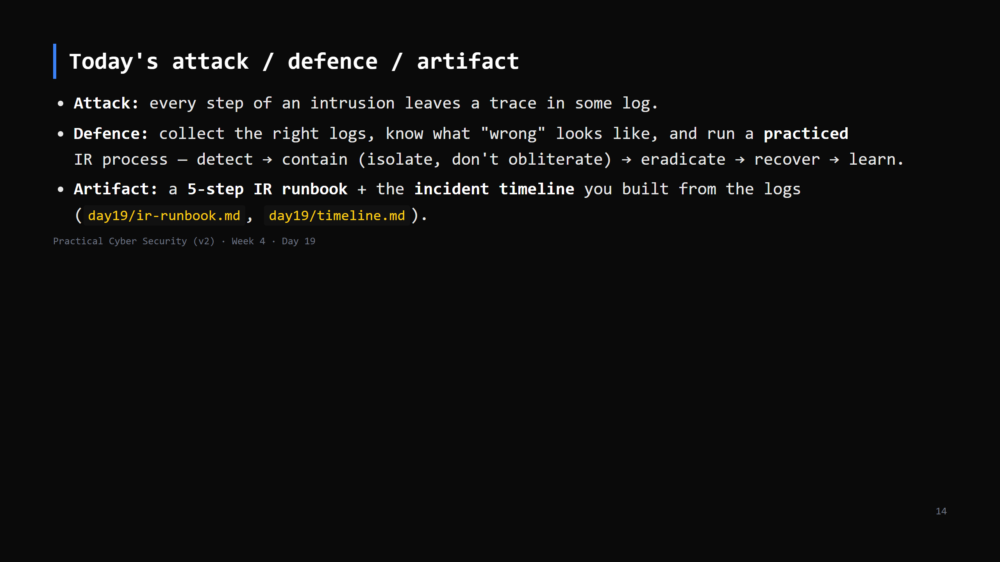 Today's attack / defence / artifact
• Attack: every step of an intrusion leaves a trace in some log.
• Defence: collect the right logs, know what "wrong" looks like, and run a practiced
IR process — detect → contain (isolate, don't obliterate) → eradicate → recover → learn.
• Artifact: a 5-step IR runbook + the incident timeline you built from the logs
(day19/ir-runbook.md, day19/timeline.md).
Practical Cyber Security (v2) · Week 4 · Day 19
14